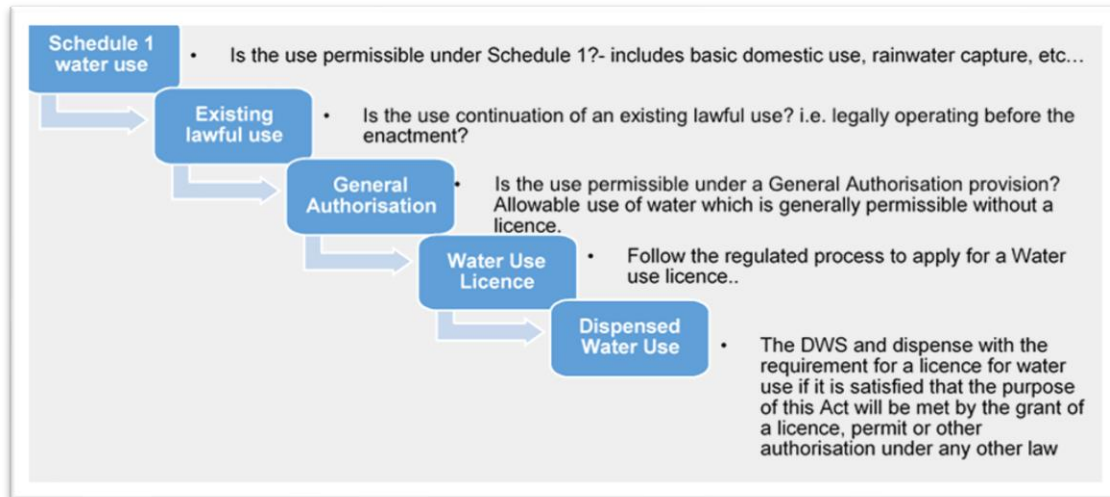 Schedule 1
water use
• Is the use permissible under Schedule 1?- includes basic domestic use, rainwater capture, etc…
Existing
lawful use
• Is the use continuation of an existing lawful use? i.e. legally operating before the
enactment?
General
Authorisation
• Is the use permissible under a General Authorisation provision?
Allowable use of water which is generally permissible without a
licence.
Water Use
Licence
• Follow the regulated process to apply for a Water
use licence..
Dispensed
Water Use
• The DWS and dispense with the
requirement for a licence for water
use if it is satisfied that the purpose
of this Act will be met by the grant of
a licence, permit or other
authorisation under any other law